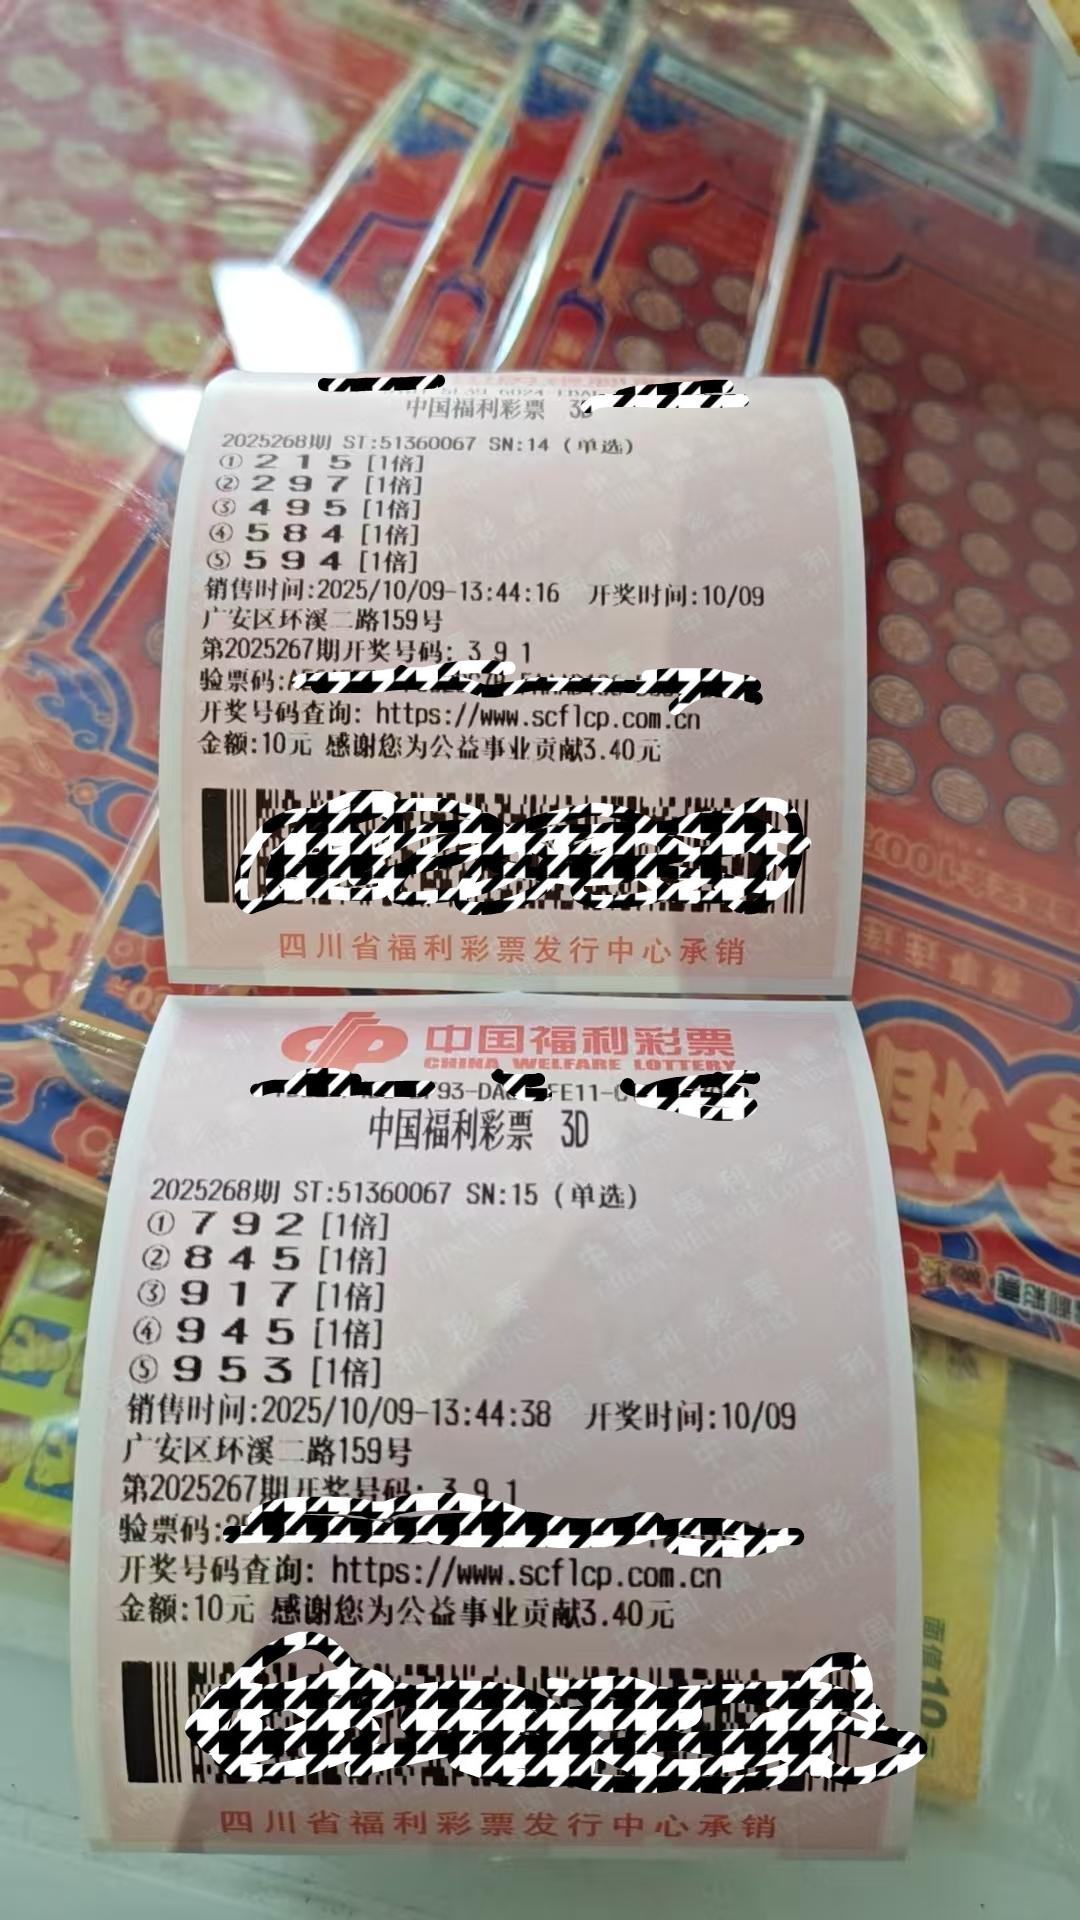 中国福利彩票 3D
2025268期 ST:51360067 SN:14 (单选)
① 2 1 5 [1倍]
② 2 9 7 [1倍]
③ 4 9 5 [1倍]
④ 5 8 4 [1倍]
⑤ 5 9 4 [1倍]
销售时间:2025/10/09-13:44:16 开奖时间:10/09
广安区环溪二路159号
第2025267期开奖号码: 3 9 1
验票码:
开奖号码查询: https://www.scflcp.com.cn
金额:10元 感谢您为公益事业贡献3.40元
四川省福利彩票发行中心承销
中国福利彩票
CHINA WELFARE LOTTERY
中国福利彩票 3D
2025268期 ST:51360067 SN:15 (单选)
① 7 9 2 [1倍]
② 8 4 5 [1倍]
③ 9 1 7 [1倍]
④ 9 4 5 [1倍]
⑤ 9 5 3 [1倍]
销售时间:2025/10/09-13:44:38 开奖时间:10/09
广安区环溪二路159号
第2025267期开奖号码: 3 9 1
验票码:
开奖号码查询: https://www.scflcp.com.cn
金额:10元 感谢您为公益事业贡献3.40元
四川省福利彩票发行中心承销
面值10元